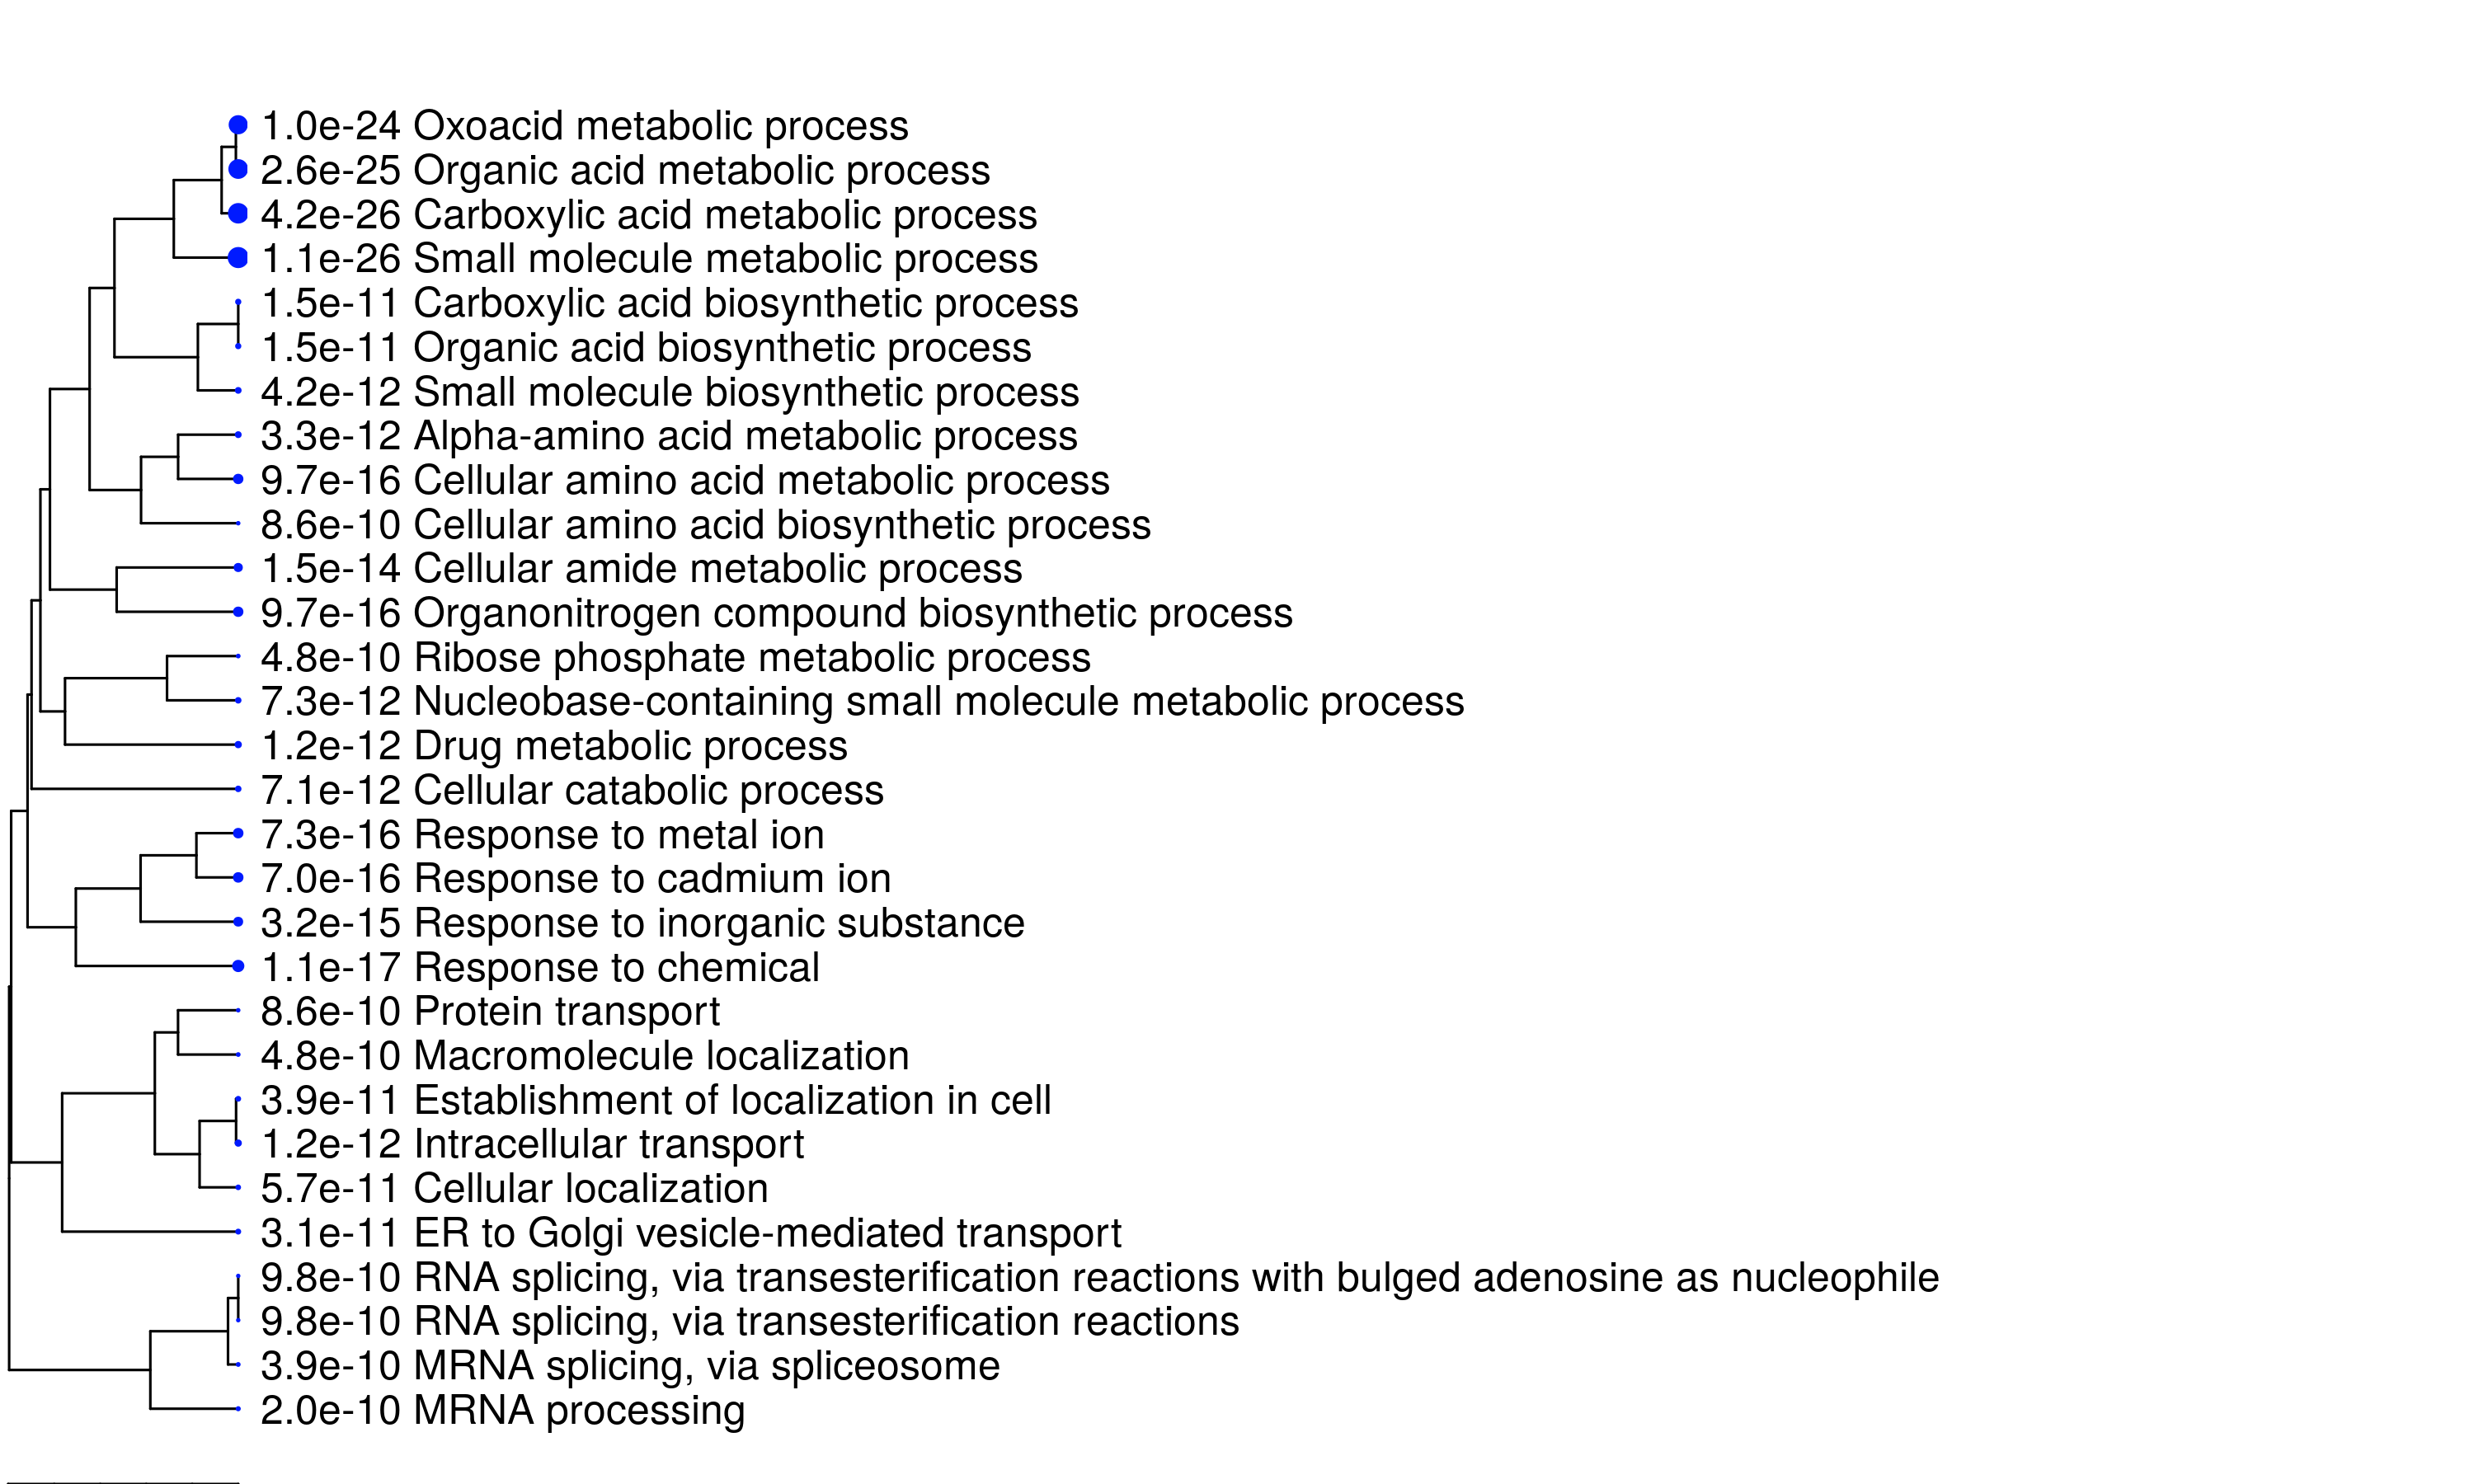 1.0e-24 Oxoacid metabolic process
2.6e-25 Organic acid metabolic process
4.2e-26 Carboxylic acid metabolic process
1.1e-26 Small molecule metabolic process
1.5e-11 Carboxylic acid biosynthetic process
1.5e-11 Organic acid biosynthetic process
4.2e-12 Small molecule biosynthetic process
3.3e-12 Alpha-amino acid metabolic process
9.7e-16 Cellular amino acid metabolic process
8.6e-10 Cellular amino acid biosynthetic process
1.5e-14 Cellular amide metabolic process
9.7e-16 Organonitrogen compound biosynthetic process
4.8e-10 Ribose phosphate metabolic process
7.3e-12 Nucleobase-containing small molecule metabolic process
1.2e-12 Drug metabolic process
7.1e-12 Cellular catabolic process
7.3e-16 Response to metal ion
7.0e-16 Response to cadmium ion
3.2e-15 Response to inorganic substance
1.1e-17 Response to chemical
8.6e-10 Protein transport
4.8e-10 Macromolecule localization
3.9e-11 Establishment of localization in cell
1.2e-12 Intracellular transport
5.7e-11 Cellular localization
3.1e-11 ER to Golgi vesicle-mediated transport
9.8e-10 RNA splicing, via transesterification reactions with bulged adenosine as nucleophile
9.8e-10 RNA splicing, via transesterification reactions
3.9e-10 MRNA splicing, via spliceosome
2.0e-10 MRNA processing